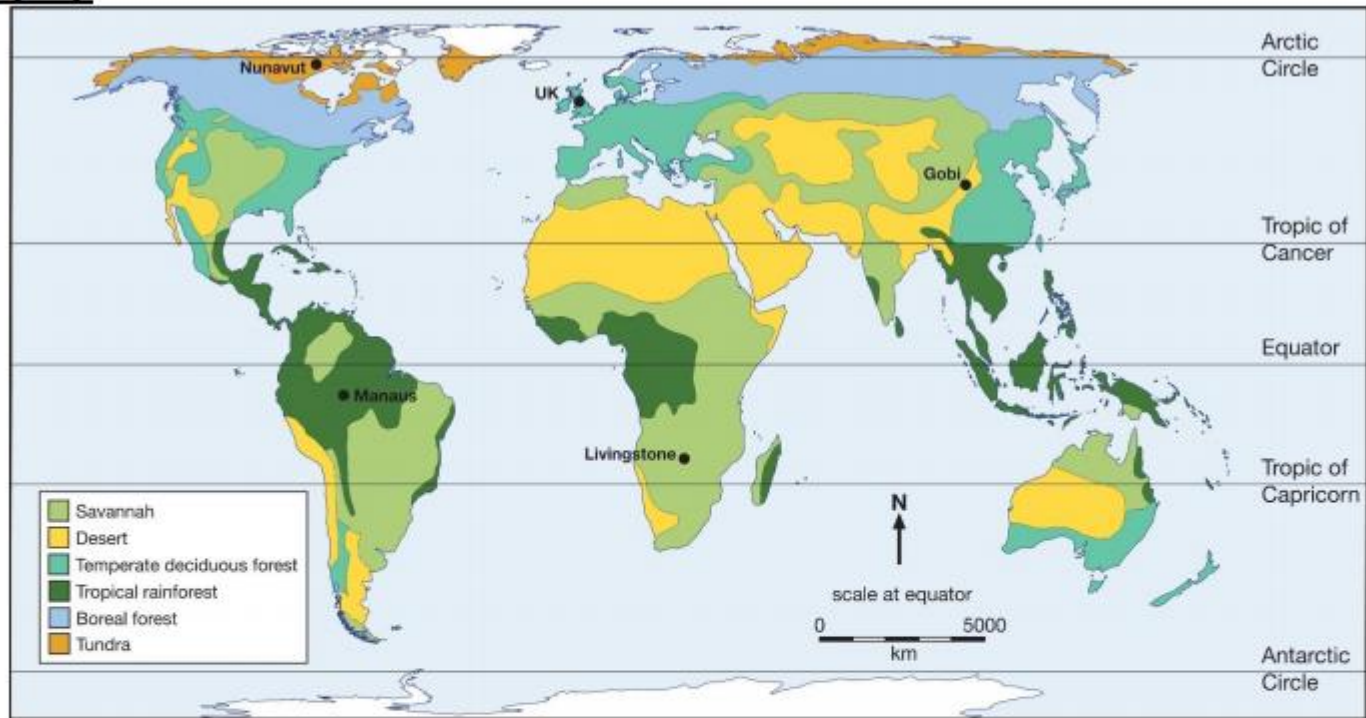 Arctic
Circle
Nunavut
UK
Gobi
Tropic of
Cancer
Equator
Manaus
Livingstone
Tropic of
Capricorn
Savannah
Desert
Temperate deciduous forest
Tropical rainforest
Boreal forest
Tundra
N
scale at equator
0 5000
km
Antarctic
Circle